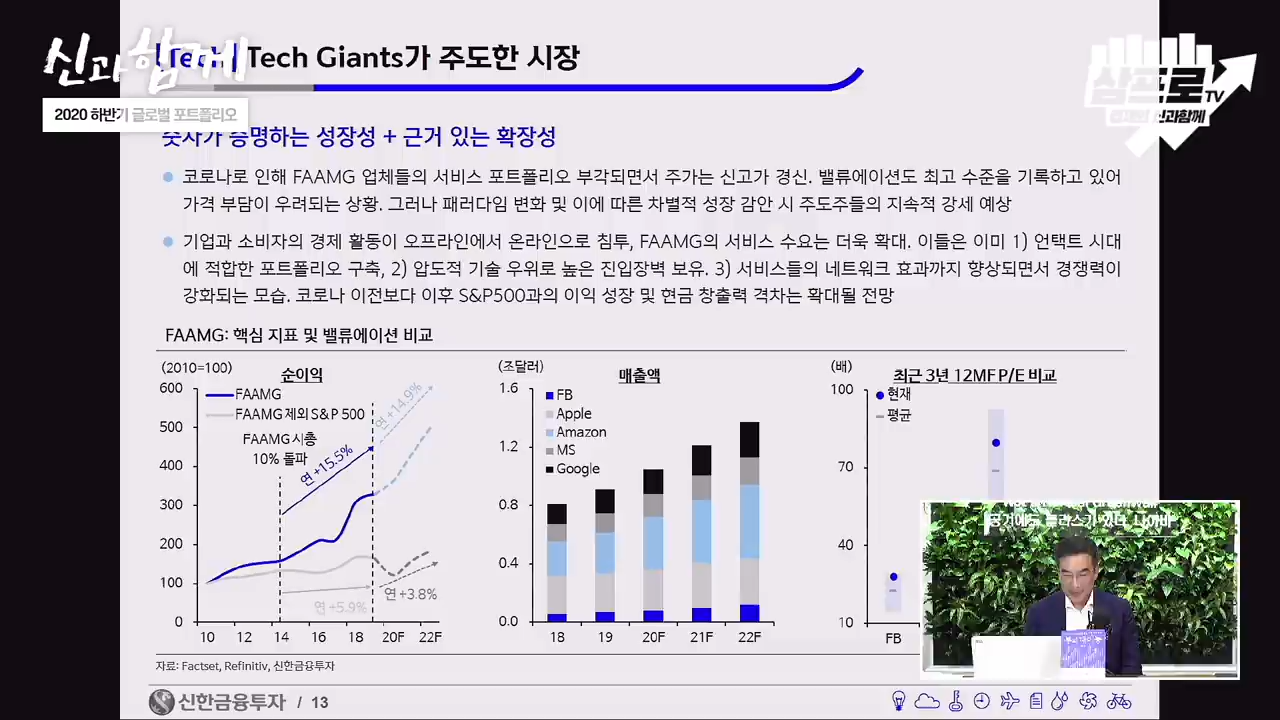 신과함께
2020 하반기 글로벌 포트폴리오
삼프로TV
신과함께
[Tech] Tech Giants가 주도한 시장
숫자가 증명하는 성장성 + 근거 있는 확장성
코로나로 인해 FAAMG 업체들의 서비스 포트폴리오 부각되면서 주가는 신고가 경신. 밸류에이션도 최고 수준을 기록하고 있어
가격 부담이 우려되는 상황. 그러나 패러다임 변화 및 이에 따른 차별적 성장 감안 시 주도주들의 지속적 강세 예상
기업과 소비자의 경제 활동이 오프라인에서 온라인으로 침투, FAAMG의 서비스 수요는 더욱 확대. 이들은 이미 1) 언택트 시대
에 적합한 포트폴리오 구축, 2) 압도적 기술 우위로 높은 진입장벽 보유. 3) 서비스들의 네트워크 효과까지 향상되면서 경쟁력이
강화되는 모습. 코로나 이전보다 이후 S&P500과의 이익 성장 및 현금 창출력 격차는 확대될 전망
FAAMG: 핵심 지표 및 밸류에이션 비교
(2010=100)
순이익
600
500
400
300
200
100
0
FAAMG
FAAMG 제외 S&P 500
FAAMG 시총
10% 돌파
연 +15.5%
연 +14.9%
연 +5.9%
연 +3.8%
10 12 14 16 18 20F 22F
(조달러)
매출액
1.6
1.2
0.8
0.4
0.0
FB
Apple
Amazon
MS
Google
18 19 20F 21F 22F
(배)
최근 3년 12MF P/E 비교
100
70
40
10
현재
평균
FB
자료: Factset, Refinitiv, 신한금융투자
신한금융투자 / 13